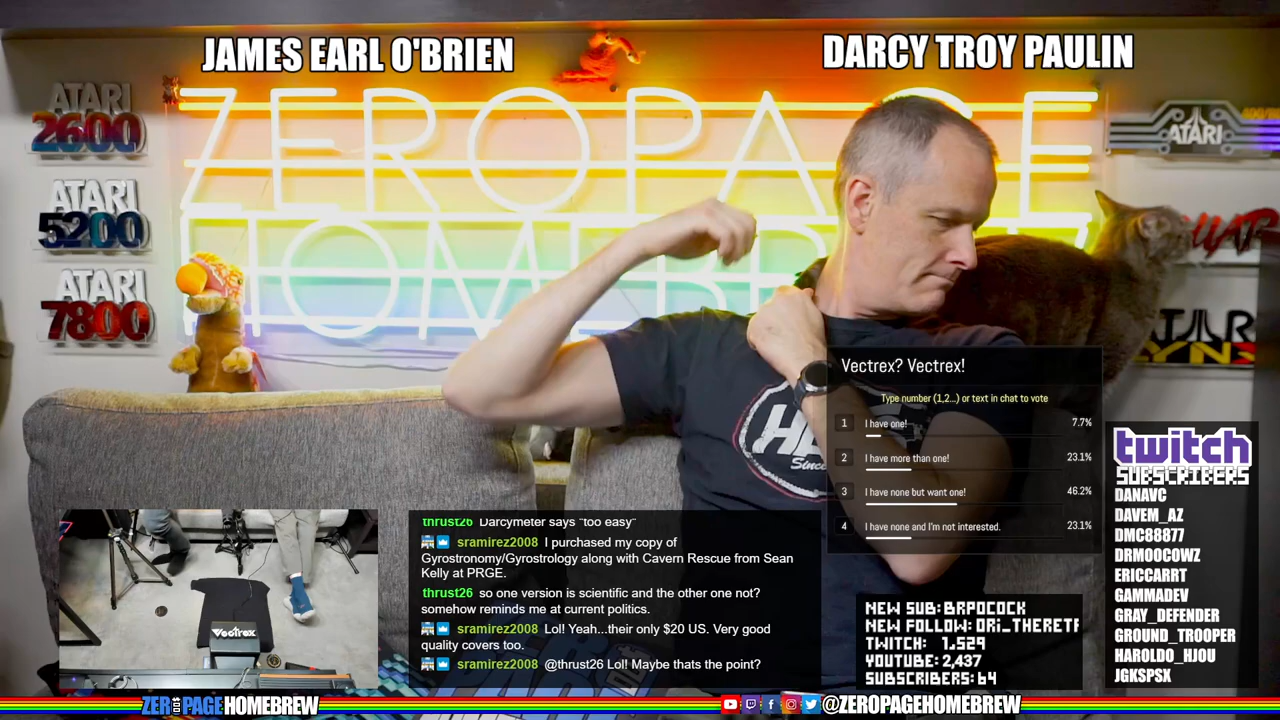 JAMES EARL O'BRIEN
DARCY TROY PAULIN
ATARI
2600
ATARI
5200
ATARI
7800
ZEROPAGE
HOMEBRE
ATARI
ATARI
LYNX
Vectrex? Vectrex!
Type number (1,2...) or text in chat to vote
1 I have one! 7.7%
2 I have more than one! 23.1%
3 I have none but want one! 46.2%
4 I have none and I'm not interested. 23.1%
twitch
SUBSCRIBERS
DANAVC
DAVEM_AZ
DMC88877
DRMOOCOWZ
ERICCARRT
GAMMADEV
GRAY_DEFENDER
GROUND_TROOPER
HAROLDO_HJOU
JGKSPSX
Vectrex
thrust26 Darcymeter says "too easy"
sramirez2008 I purchased my copy of
Gyrostronomy/Gyrostrology along with Cavern Rescue from Sean
Kelly at PRGE.
thrust26 so one version is scientific and the other one not?
somehow reminds me at current politics.
sramirez2008 Lol! Yeah...their only $20 US. Very good
quality covers too.
sramirez2008 @thrust26 Lol! Maybe thats the point?
NEW SUB: BRPOCOCK
NEW FOLLOW: ORI_THERETR
TWITCH: 1,529
YOUTUBE: 2,437
SUBSCRIBERS: 64
ZEROPAGEHOMEBREW
@ZEROPAGEHOMEBREW